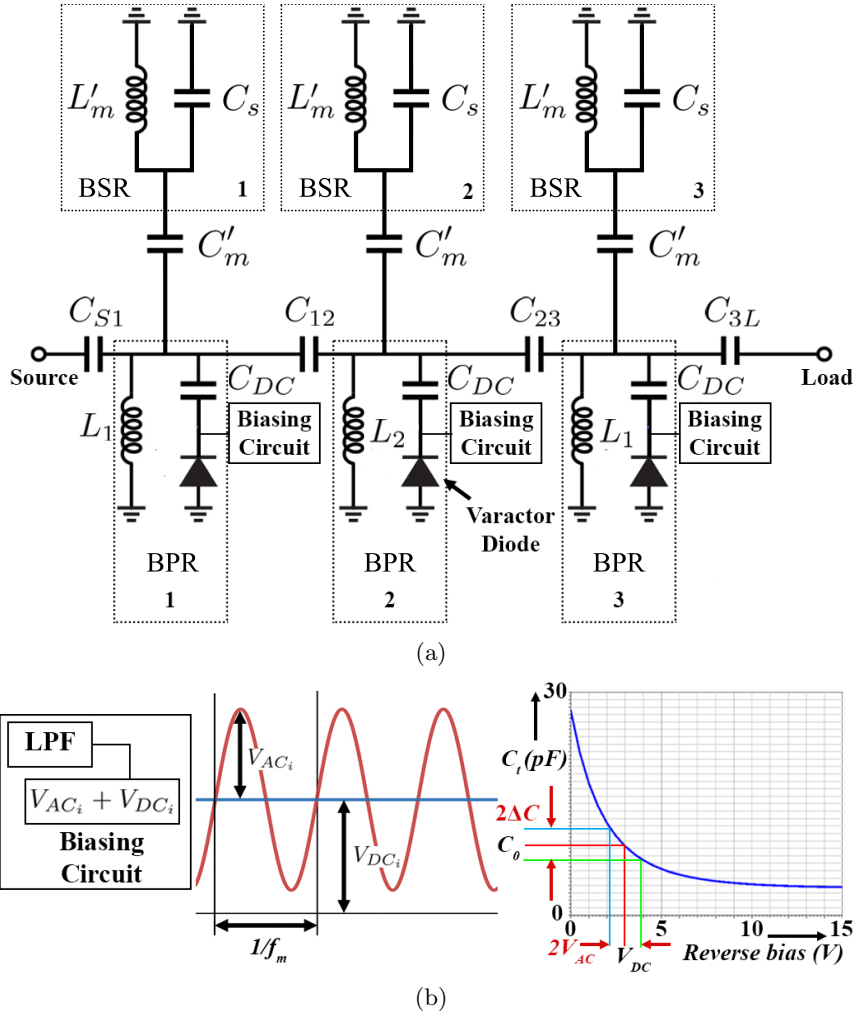 L′m Cs L′m Cs L′m Cs
BSR 1 BSR 2 BSR 3
C′m C′m C′m
CS1 C12 C23 C3L
Source Load
CDC CDC CDC
L1 Biasing Circuit L2 Biasing Circuit L1 Biasing Circuit
Varactor
Diode
BPR BPR BPR
1 2 3
(a)
LPF
VACi + VDCi
Biasing
Circuit
VACi
VDCi
1/fm
30
Ct(pF)
2ΔC
C0
0
0 5 10 15
2VAC VDC Reverse bias (V)
(b)